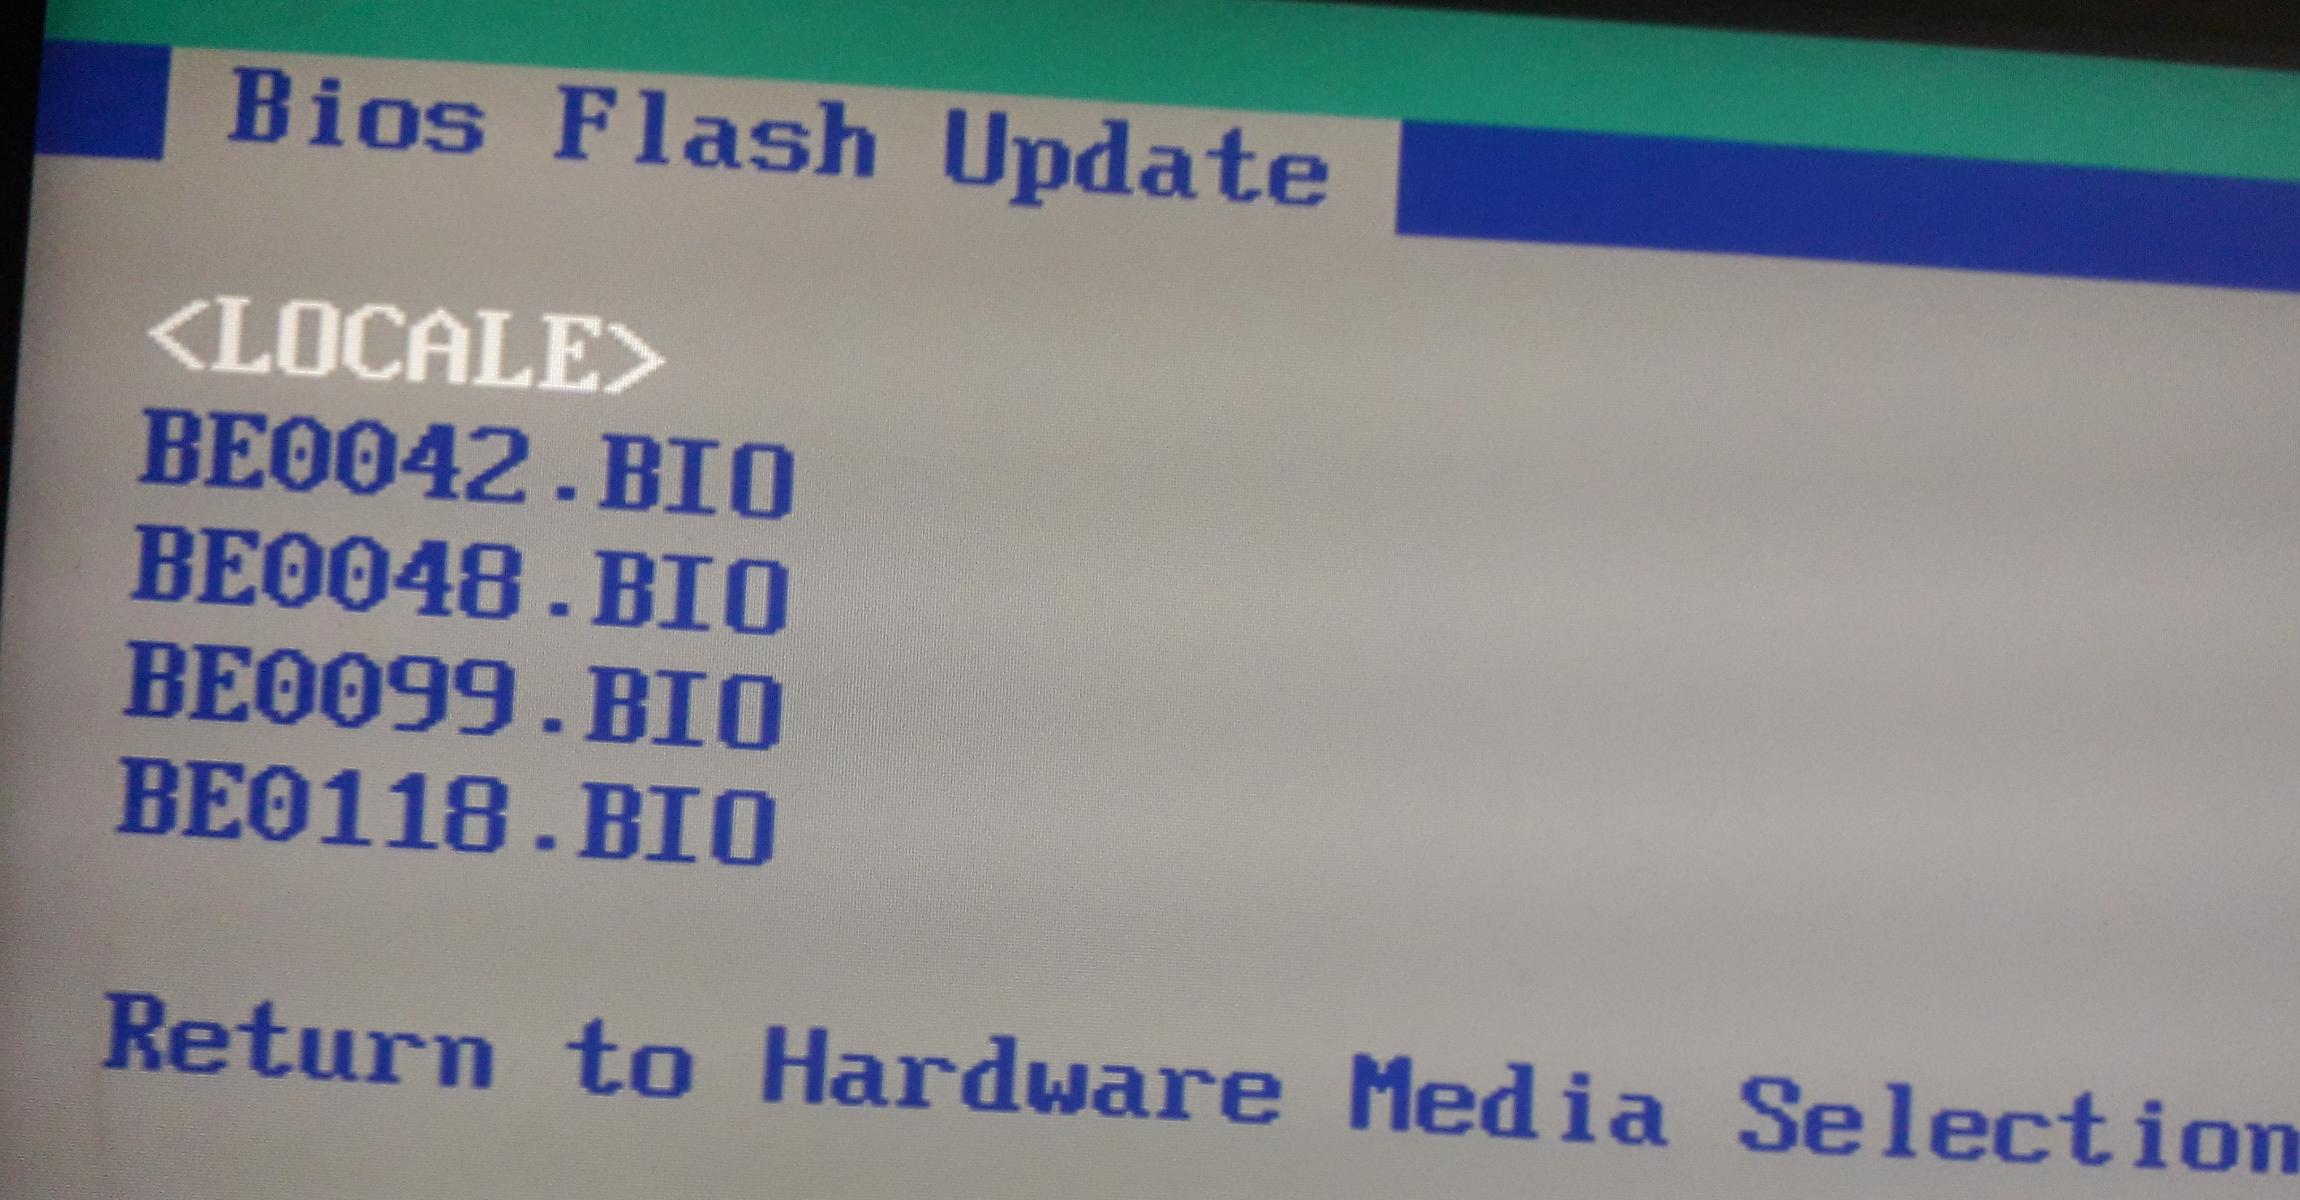 Bios Flash Update
<LOCALE>
BE0042.BIO
BE0048.BIO
BE0099.BIO
BE0118.BIO
Return to Hardware Media Selection